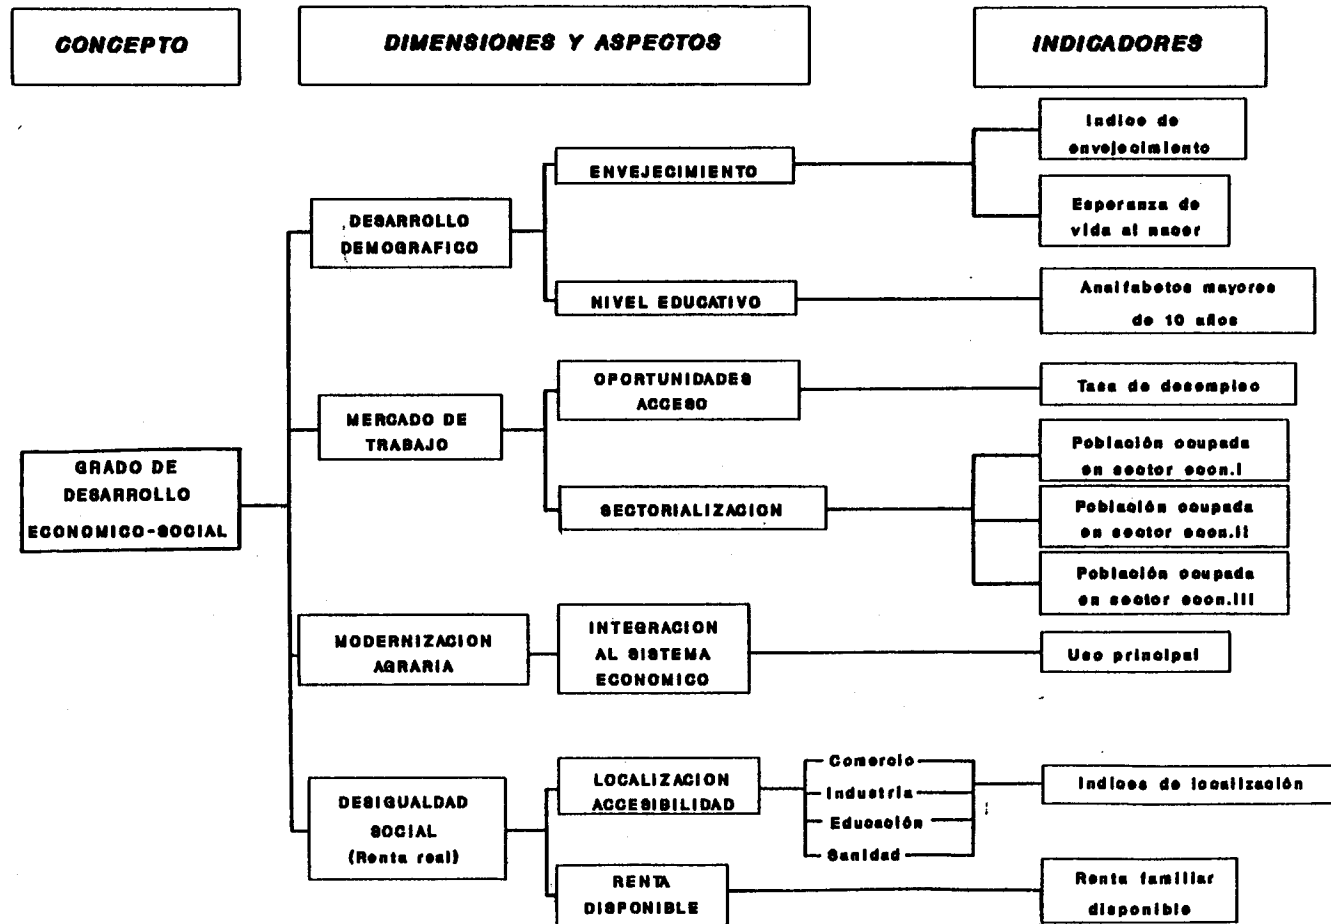 CONCEPTO
DIMENSIONES Y ASPECTOS
INDICADORES
GRADO DE
DESARROLLO
ECONOMICO-SOCIAL
DESARROLLO
DEMOGRAFICO
ENVEJECIMIENTO
Indice de
envejecimiento
Esperanza de
vida al nacer
NIVEL EDUCATIVO
Analfabetos mayores
de 10 años
MERCADO DE
TRABAJO
OPORTUNIDADES
ACCESO
Tasa de desempleo
SECTORIALIZACION
Población ocupada
en sector econ.I
Población ocupada
en sector econ.II
Población ocupada
en sector econ.III
MODERNIZACION
AGRARIA
INTEGRACION
AL SISTEMA
ECONOMICO
Uso principal
DESIGUALDAD
SOCIAL
(Renta real)
LOCALIZACION
ACCESIBILIDAD
Comercio
Industria
Educación
Sanidad
Indices de localización
RENTA
DISPONIBLE
Renta familiar
disponible